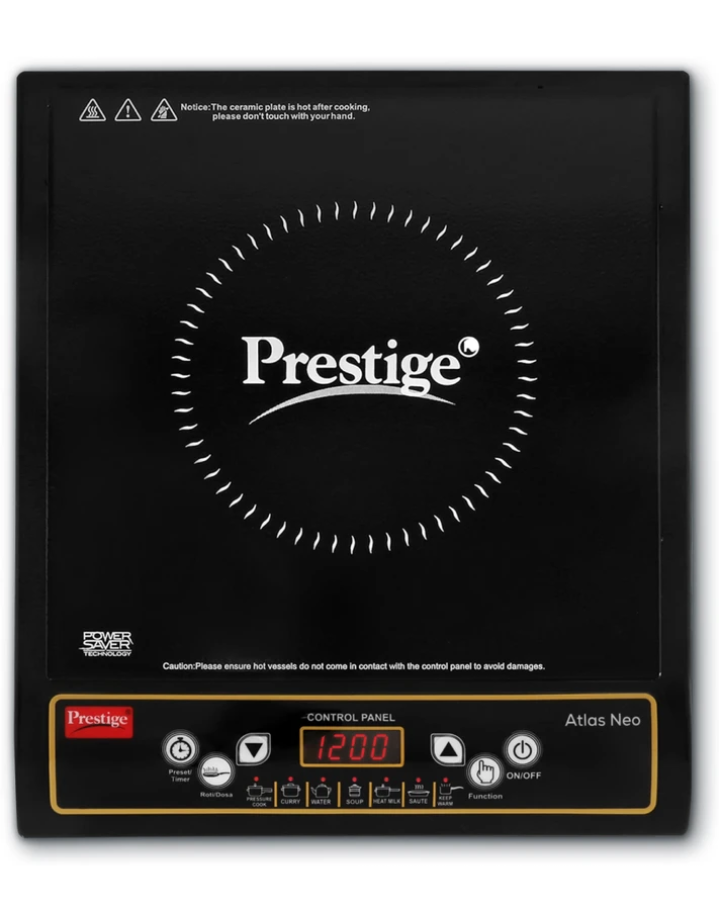 Notice:The ceramic plate is hot after cooking,
please don't touch with your hand.
Prestige
POWER
SAVER
TECHNOLOGY
Caution:Please ensure hot vessels do not come in contact with the control panel to avoid damages.
Prestige
CONTROL PANEL
Atlas Neo
1200
Preset/
Timer
Roti/Dosa
ON/OFF
Function
PRESSURE
COOK
CURRY
WATER
SOUP
HEAT MILK
SAUTE
KEEP
WARM